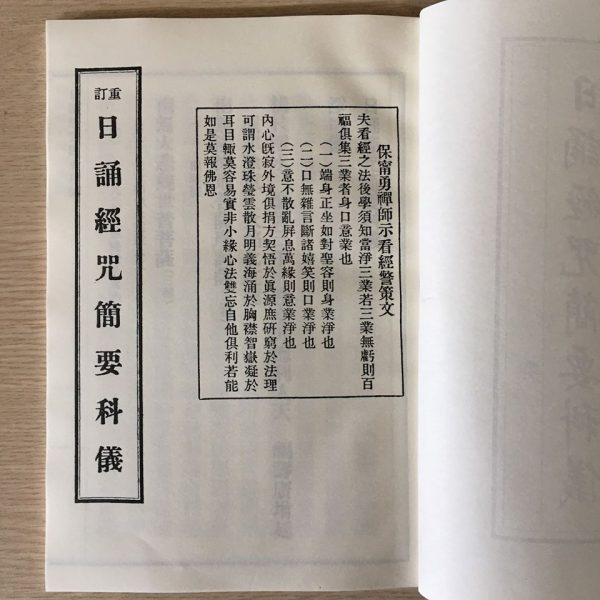 保甯勇禪師示看經警策文
夫看經之法後學須知當淨三業若三業無虧則百
福俱集三業者身口意業也
(一)端身正坐如對聖容則身業淨也
(二)口無雜言斷諸嬉笑則口業淨也
(三)意不散亂屏息萬緣則意業淨也
內心旣寂外境俱捐方契悟於眞源庶研窮於法理
可謂水澄珠瑩雲散月明義海涌於胸襟智嶽凝於
耳目輙莫容易實非小緣心法雙忘自他俱利若能
如是莫報佛恩
重訂
日誦經咒簡要科儀